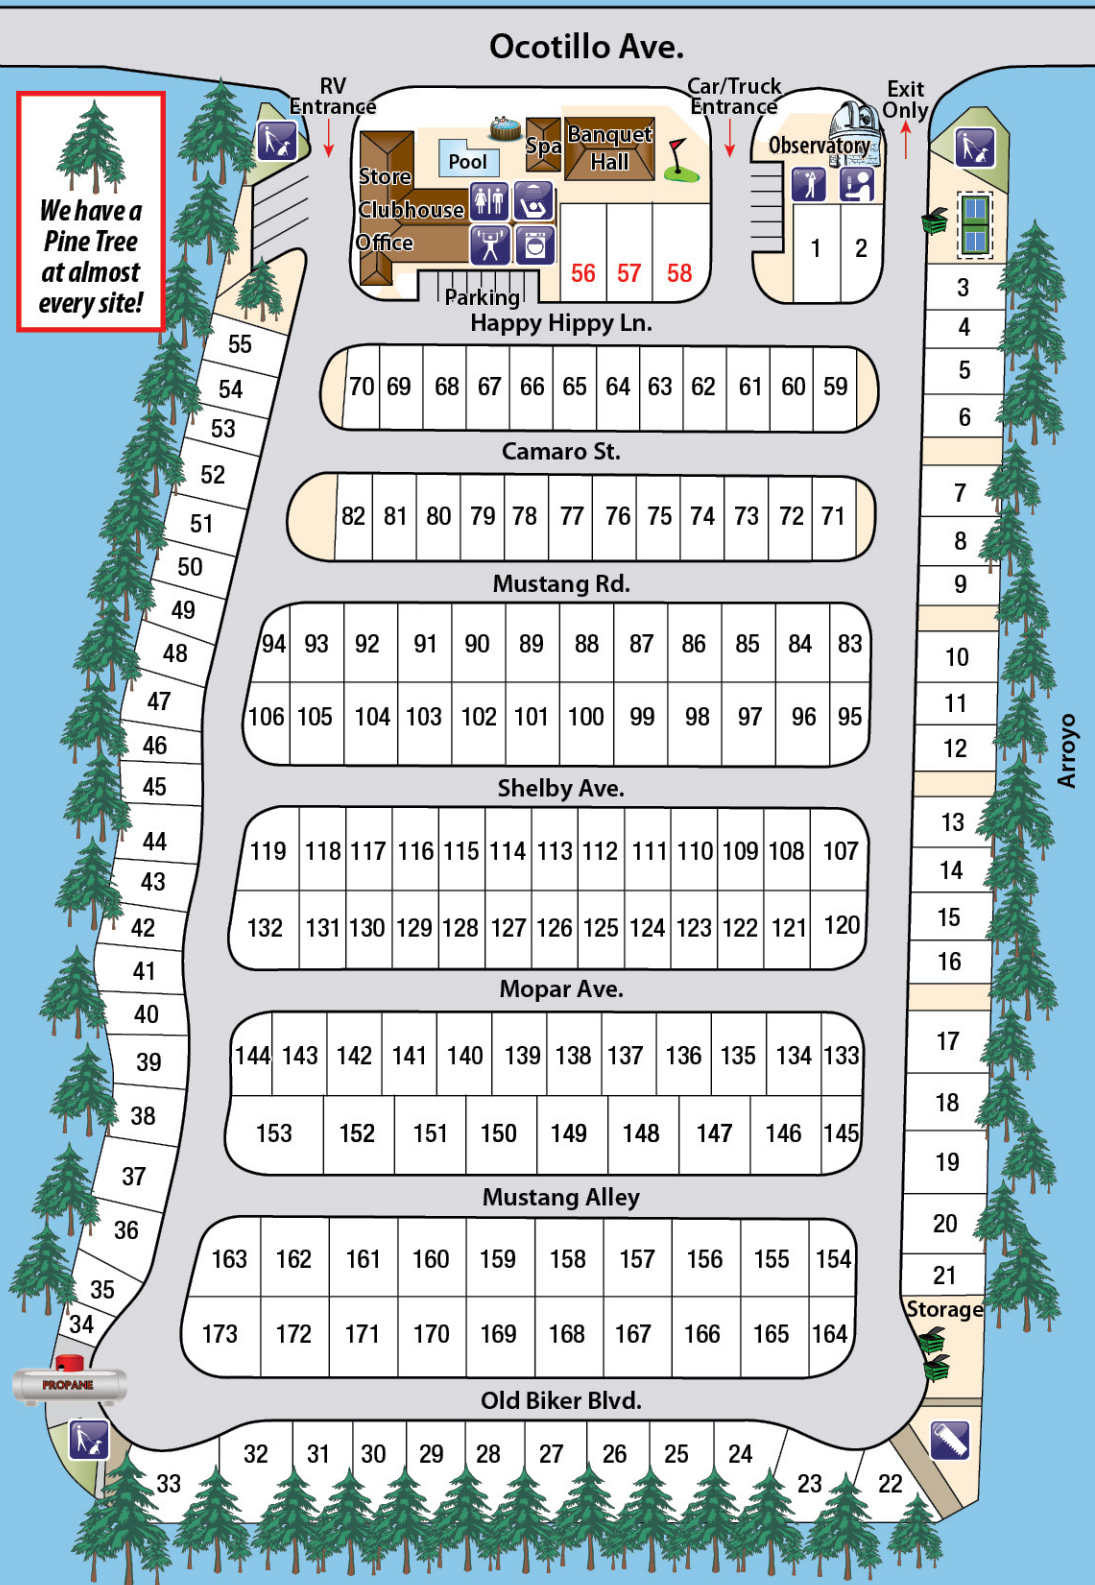 Ocotillo Ave.
RV
Entrance
Car/Truck
Entrance
Exit
Only
We have a
Pine Tree
at almost
every site!
Store
Clubhouse
Office
Pool
Spa
Banquet
Hall
Observatory
Parking
56 57 58
1 2
Happy Hippy Ln.
70 69 68 67 66 65 64 63 62 61 60 59
Camaro St.
82 81 80 79 78 77 76 75 74 73 72 71
Mustang Rd.
94 93 92 91 90 89 88 87 86 85 84 83
106 105 104 103 102 101 100 99 98 97 96 95
Shelby Ave.
119 118 117 116 115 114 113 112 111 110 109 108 107
132 131 130 129 128 127 126 125 124 123 122 121 120
Mopar Ave.
144 143 142 141 140 139 138 137 136 135 134 133
153 152 151 150 149 148 147 146 145
Mustang Alley
163 162 161 160 159 158 157 156 155 154
173 172 171 170 169 168 167 166 165 164
Old Biker Blvd.
55
54
53
52
51
50
49
48
47
46
45
44
43
42
41
40
39
38
37
36
35
34
PROPANE
33 32 31 30 29 28 27 26 25 24 23 22
3
4
5
6
7
8
9
10
11
12
13
14
15
16
17
18
19
20
21
Storage
Arroyo